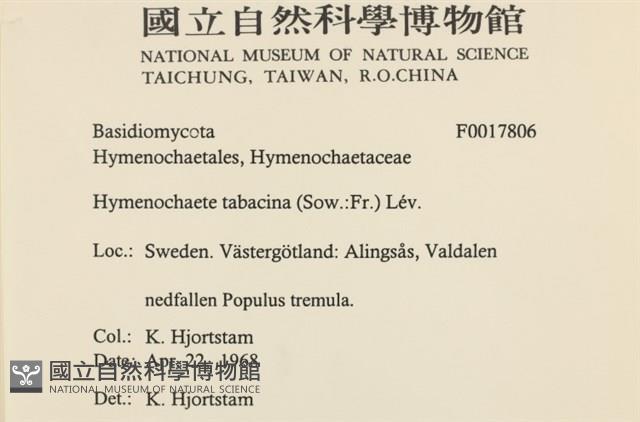 國立自然科學博物館
NATIONAL MUSEUM OF NATURAL SCIENCE
TAICHUNG, TAIWAN, R.O.CHINA
Basidiomycota F0017806
Hymenochaetales, Hymenochaetaceae
Hymenochaete tabacina (Sow.:Fr.) Lév.
Loc.: Sweden. Västergötland: Alingsås, Valdalen
nedfallen Populus tremula.
Col.: K. Hjortstam
Date: Apr. 22, 1968
國立自然科學博物館
NATIONAL MUSEUM OF NATURAL SCIENCE
Det.: K. Hjortstam